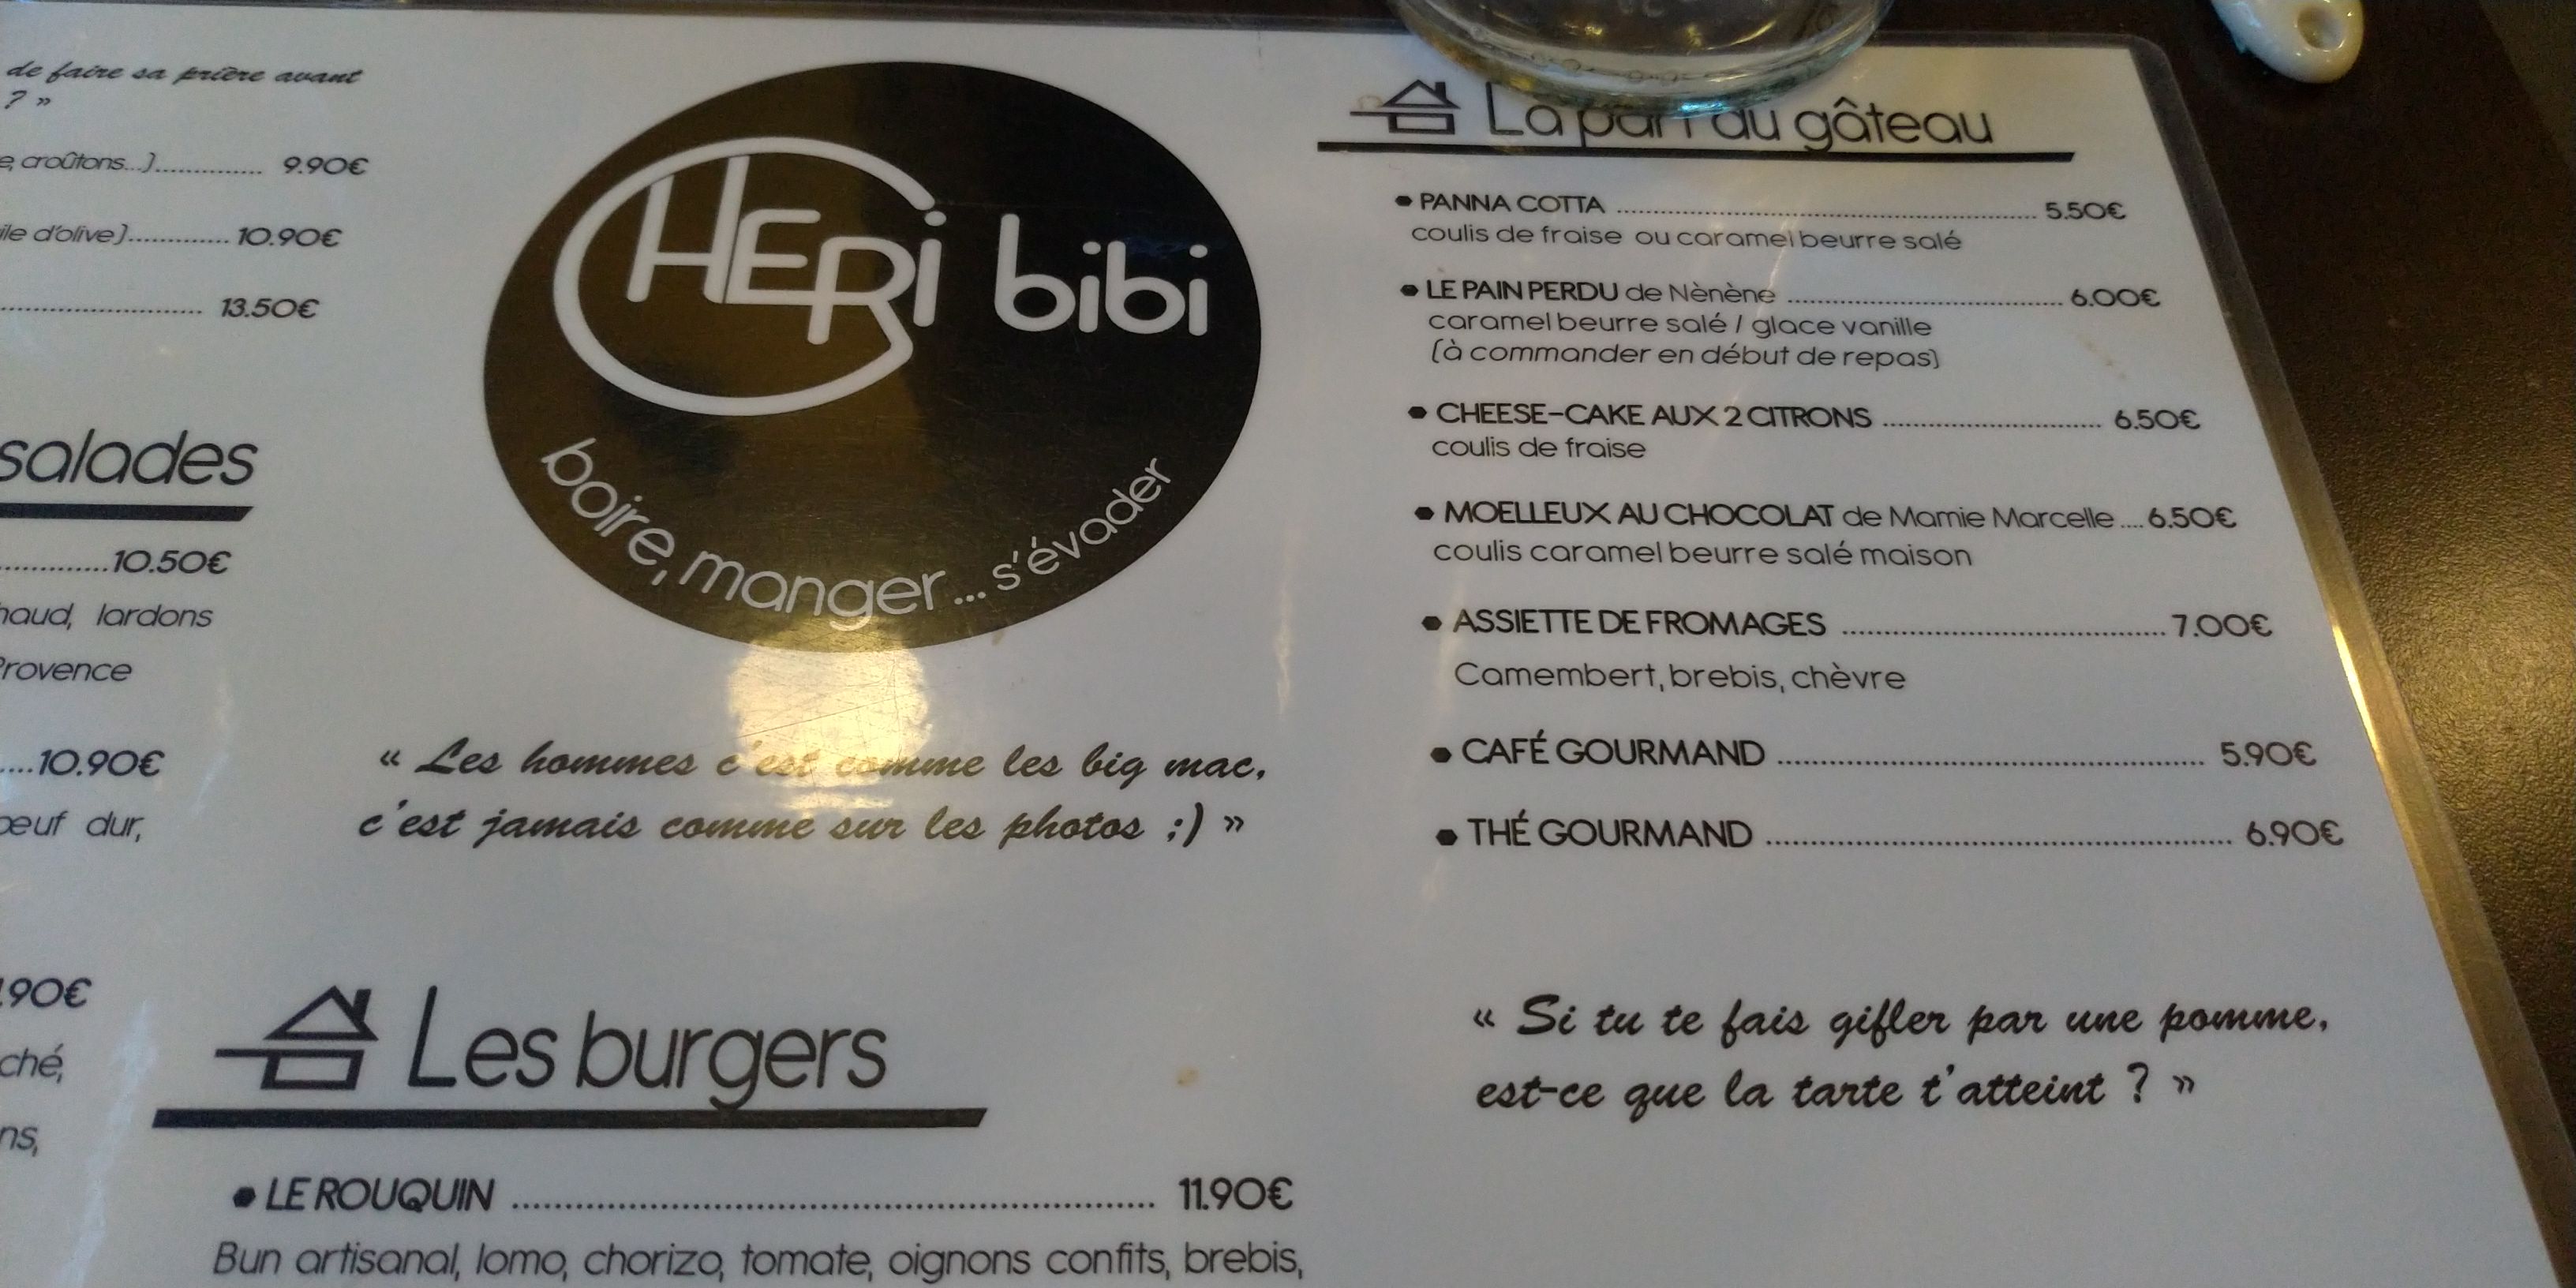 de faire sa prière avant
? »
croûtons...).............. 9.90€
d'olive).............10.90€
............................ 13.50€
salades
.............10.50€
lardons
Provence
....10.90€
dur,
.90€
CHERi bibi
boire, manger... s'évader
« Les hommes c'est comme les big mac,
c'est jamais comme sur les photos ;) »
Les burgers
• LE ROUQUIN ............................................................ 11.90€
Bun artisanal, lomo, chorizo, tomate, oignons confits, brebis,
La part du gâteau
• PANNA COTTA ............................................................ 5.50€
coulis de fraise ou caramel beurre salé
• LE PAIN PERDU de Nènène ........................................ 6.00€
caramel beurre salé / glace vanille
(à commander en début de repas)
• CHEESE-CAKE AUX 2 CITRONS ................................ 6.50€
coulis de fraise
• MOELLEUX AU CHOCOLAT de Mamie Marcelle .... 6.50€
coulis caramel beurre salé maison
• ASSIETTE DE FROMAGES ............................................ 7.00€
Camembert, brebis, chèvre
• CAFÉ GOURMAND ........................................................ 5.90€
• THÉ GOURMAND ............................................................ 6.90€
« Si tu te fais gifler par une pomme,
est-ce que la tarte t'atteint ? »